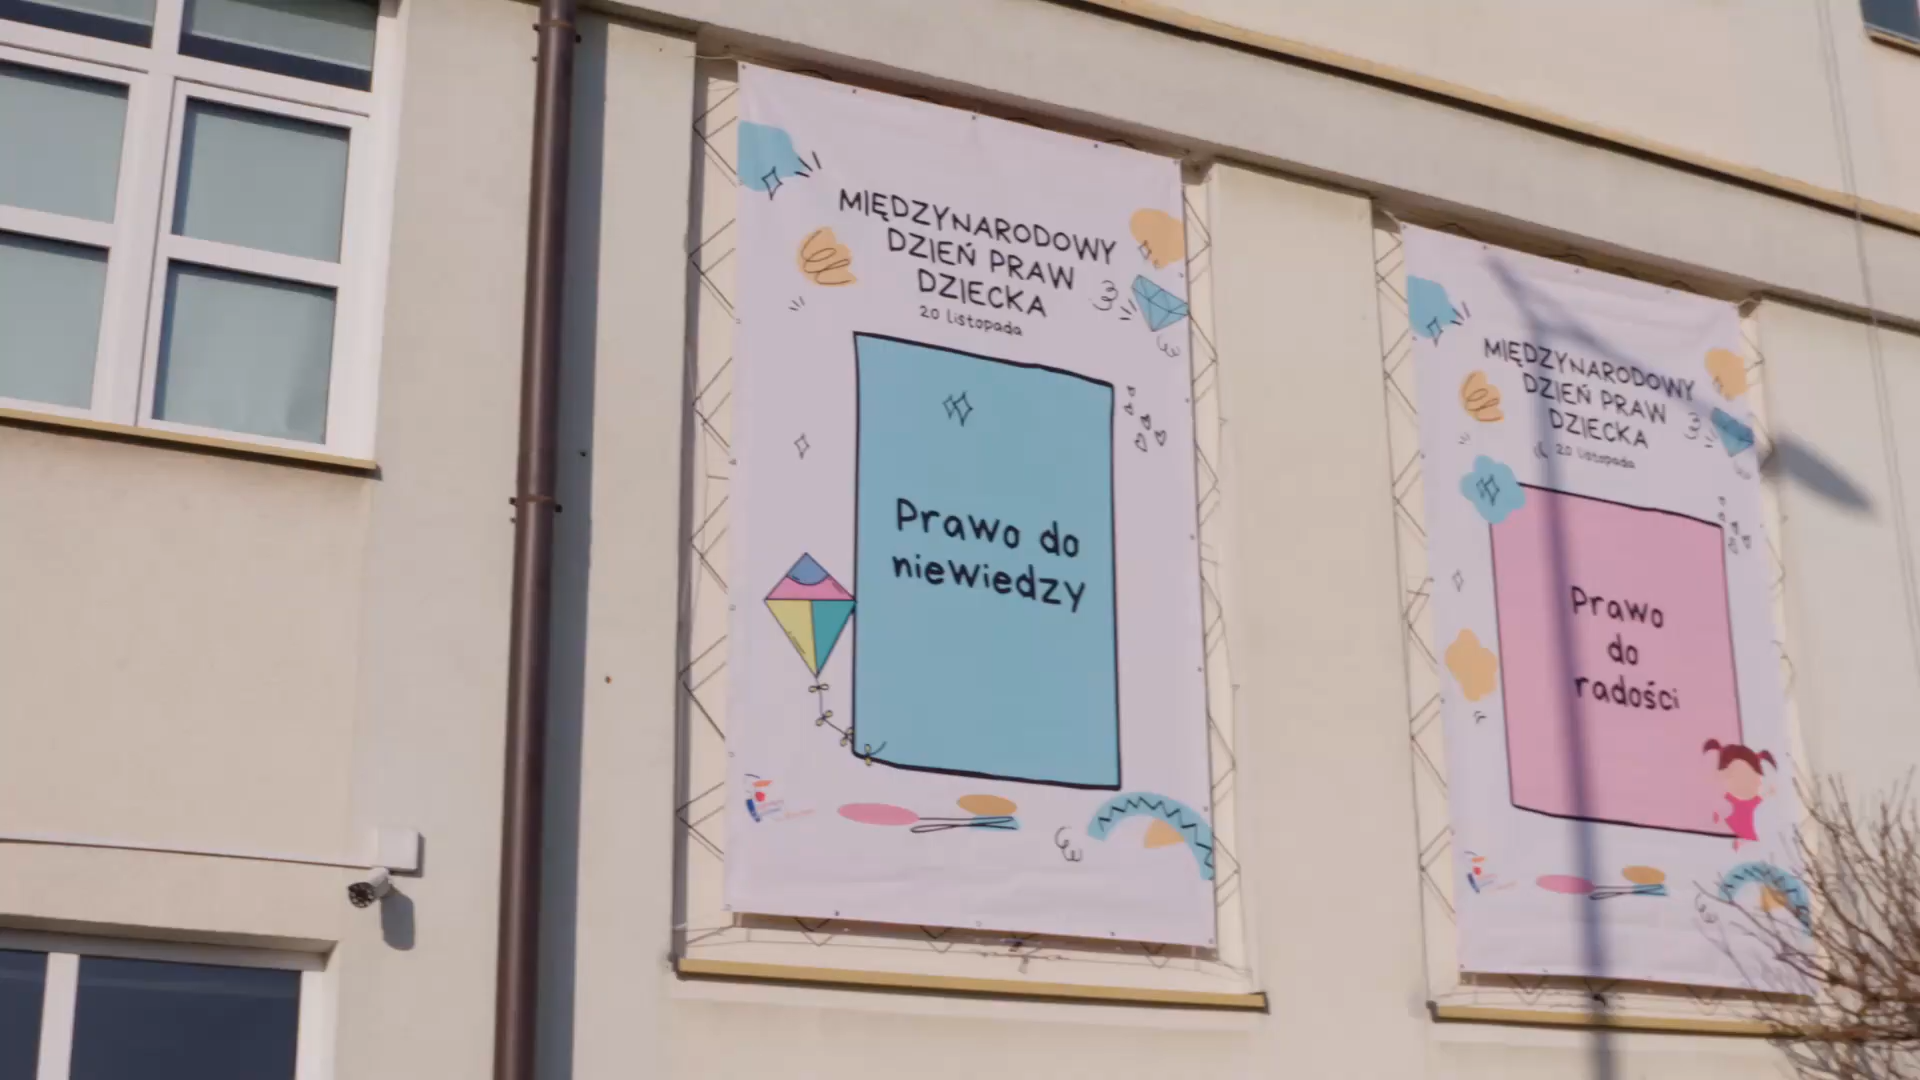 MIĘDZYNARODOWY
DZIEŃ PRAW
DZIECKA
20 listopada
Prawo do
niewiedzy
MIĘDZYNARODOWY
DZIEŃ PRAW
DZIECKA
20 listopada
Prawo
do
radości